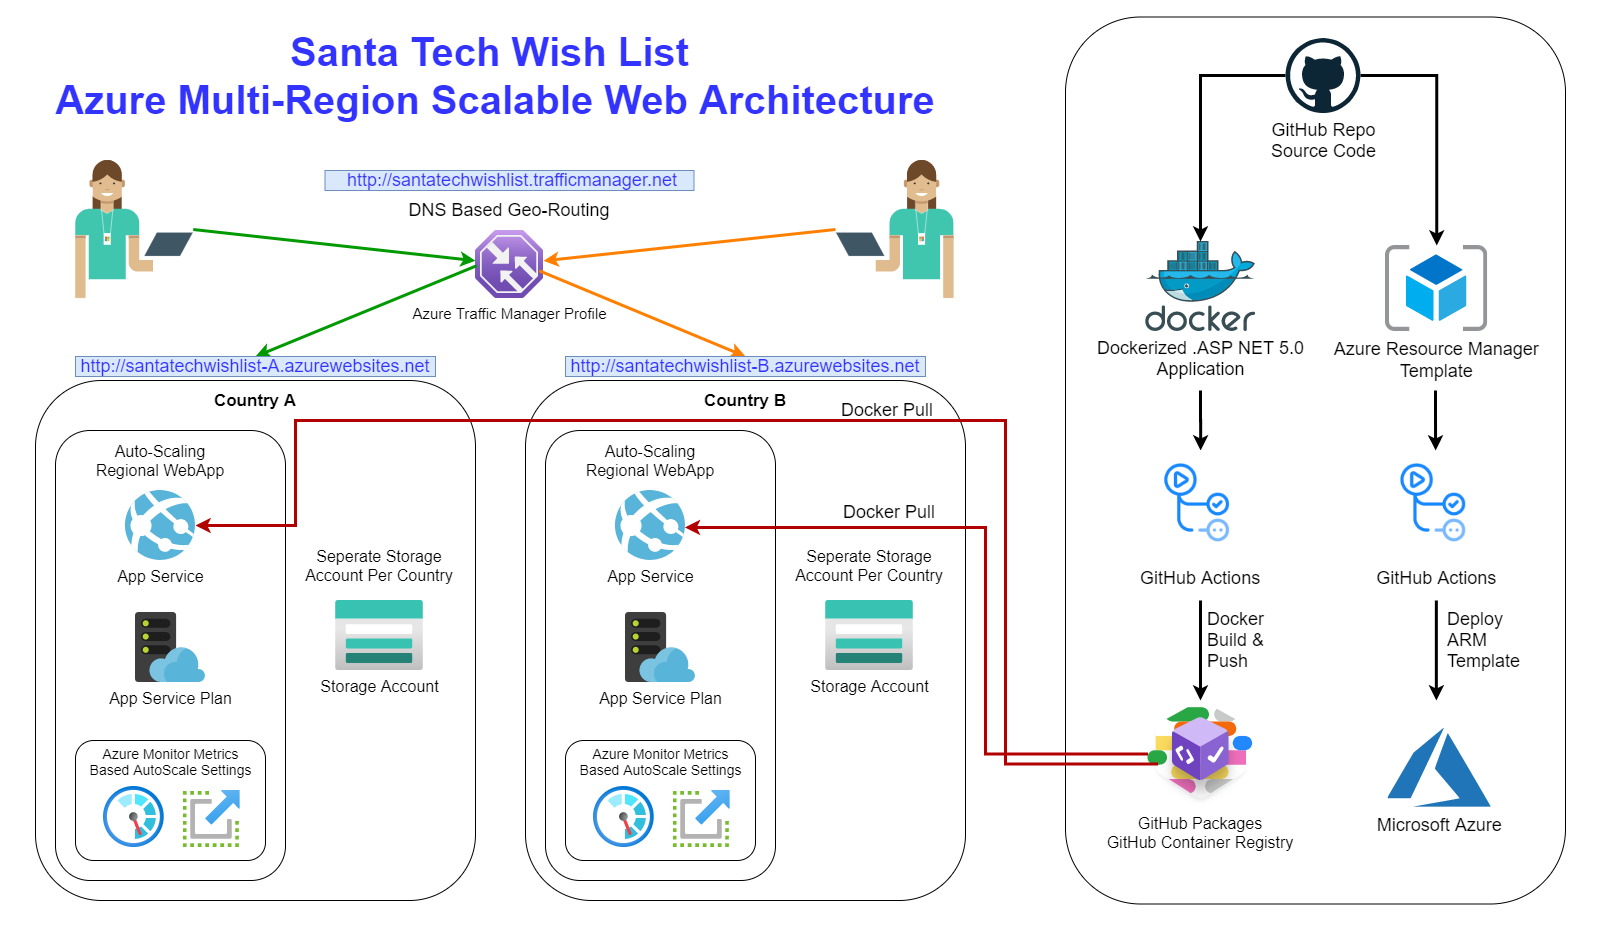 Santa Tech Wish List
Azure Multi-Region Scalable Web Architecture
http://santatechwishlist.trafficmanager.net
DNS Based Geo-Routing
Azure Traffic Manager Profile
http://santatechwishlist-A.azurewebsites.net
http://santatechwishlist-B.azurewebsites.net
Country A
Auto-Scaling
Regional WebApp
App Service
App Service Plan
Azure Monitor Metrics
Based AutoScale Settings
Seperate Storage
Account Per Country
Storage Account
Country B
Docker Pull
Auto-Scaling
Regional WebApp
App Service
App Service Plan
Azure Monitor Metrics
Based AutoScale Settings
Docker Pull
Seperate Storage
Account Per Country
Storage Account
GitHub Repo
Source Code
docker
Dockerized .ASP NET 5.0
Application
GitHub Actions
Docker
Build &
Push
GitHub Packages
GitHub Container Registry
Azure Resource Manager
Template
GitHub Actions
Deploy
ARM
Template
Microsoft Azure